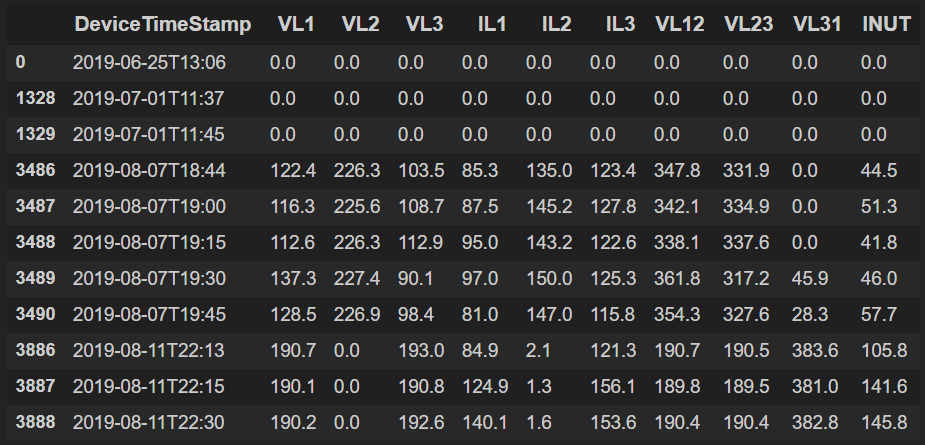 DeviceTimeStamp VL1 VL2 VL3 IL1 IL2 IL3 VL12 VL23 VL31 INUT
0 2019-06-25T13:06 0.0 0.0 0.0 0.0 0.0 0.0 0.0 0.0 0.0 0.0
1328 2019-07-01T11:37 0.0 0.0 0.0 0.0 0.0 0.0 0.0 0.0 0.0 0.0
1329 2019-07-01T11:45 0.0 0.0 0.0 0.0 0.0 0.0 0.0 0.0 0.0 0.0
3486 2019-08-07T18:44 122.4 226.3 103.5 85.3 135.0 123.4 347.8 331.9 0.0 44.5
3487 2019-08-07T19:00 116.3 225.6 108.7 87.5 145.2 127.8 342.1 334.9 0.0 51.3
3488 2019-08-07T19:15 112.6 226.3 112.9 95.0 143.2 122.6 338.1 337.6 0.0 41.8
3489 2019-08-07T19:30 137.3 227.4 90.1 97.0 150.0 125.3 361.8 317.2 45.9 46.0
3490 2019-08-07T19:45 128.5 226.9 98.4 81.0 147.0 115.8 354.3 327.6 28.3 57.7
3886 2019-08-11T22:13 190.7 0.0 193.0 84.9 2.1 121.3 190.7 190.5 383.6 105.8
3887 2019-08-11T22:15 190.1 0.0 190.8 124.9 1.3 156.1 189.8 189.5 381.0 141.6
3888 2019-08-11T22:30 190.2 0.0 192.6 140.1 1.6 153.6 190.4 190.4 382.8 145.8